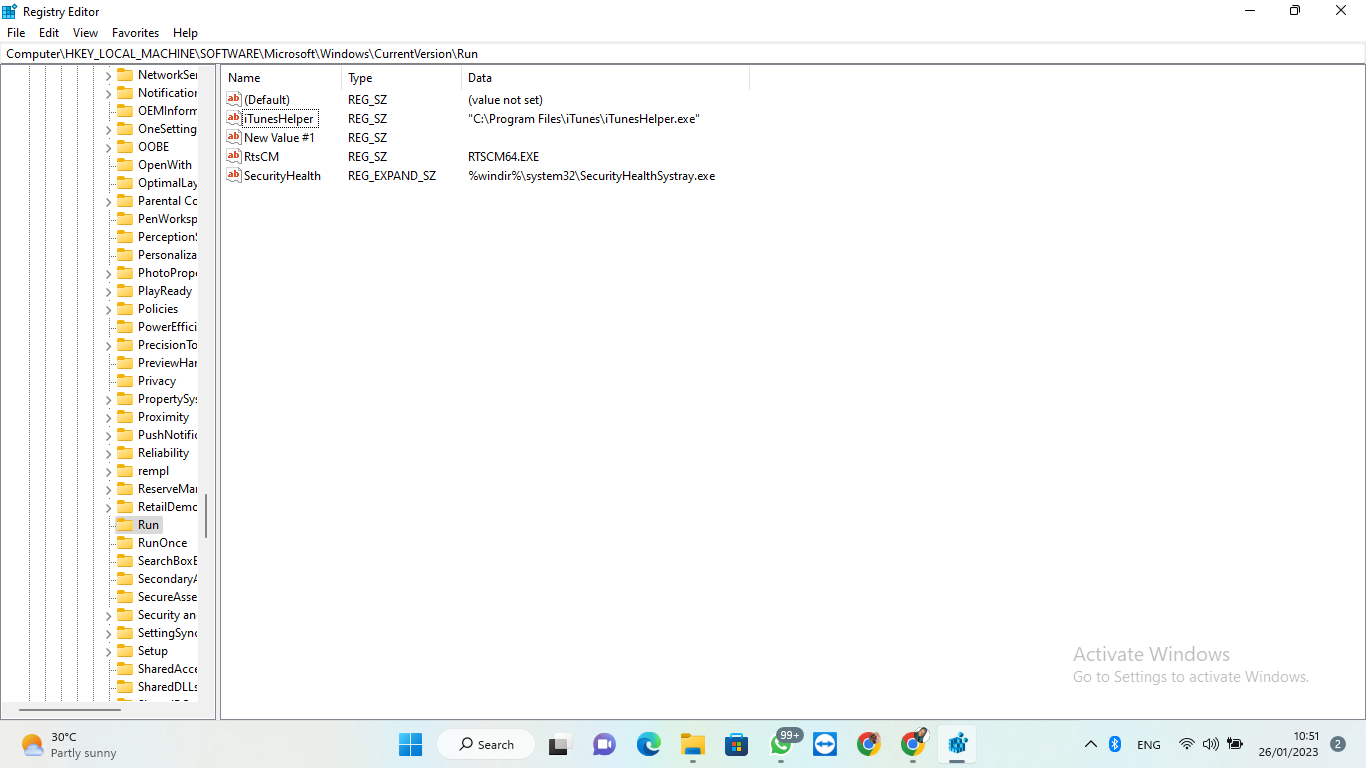 Registry Editor
File Edit View Favorites Help
Computer\HKEY_LOCAL_MACHINE\SOFTWARE\Microsoft\Windows\CurrentVersion\Run
NetworkSer
Notification
OEMInform
OneSetting
OOBE
OpenWith
OptimalLay
Parental Co
PenWorksp
PerceptionS
Personaliza
PhotoPrope
PlayReady
Policies
PowerEffici
PrecisionTo
PreviewHar
Privacy
PropertySys
Proximity
PushNotific
Reliability
rempl
ReserveMar
RetailDemo
Run
RunOnce
SearchBoxE
SecondaryA
SecureAsse
Security an
SettingSync
Setup
SharedAcce
SharedDLLs
Name Type Data
(Default) REG_SZ (value not set)
iTunesHelper REG_SZ "C:\Program Files\iTunes\iTunesHelper.exe"
New Value #1 REG_SZ
RtsCM REG_SZ RTSCM64.EXE
SecurityHealth REG_EXPAND_SZ %windir%\system32\SecurityHealthSystray.exe
Activate Windows
Go to Settings to activate Windows.
30°C
Partly sunny
Search
99+
ENG
10:51
26/01/2023
2